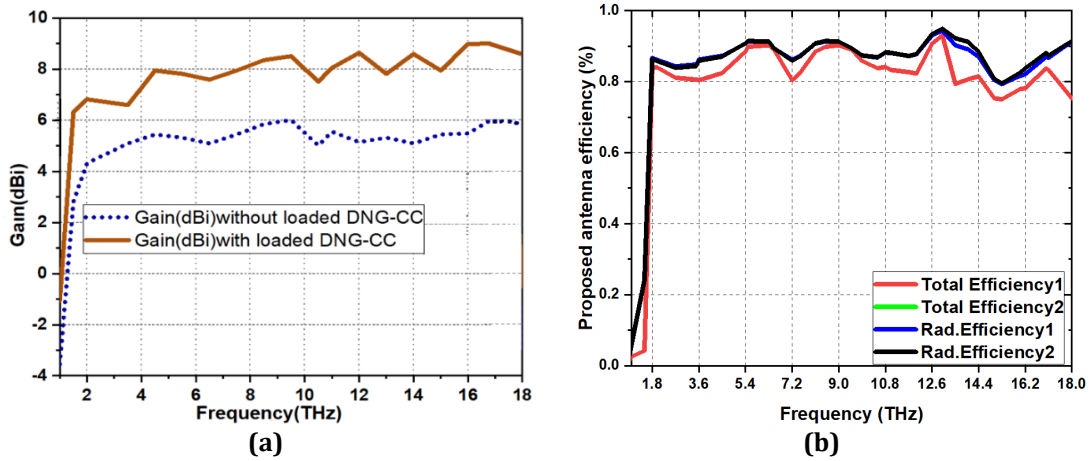 10
8
6
4
2
0
-2
-4
Gain(dBi)
Gain(dBi)without loaded DNG-CC
Gain(dBi)with loaded DNG-CC
2 4 6 8 10 12 14 16 18
Frequency(THz)
(a)
1.0
0.8
0.6
0.4
0.2
0.0
Proposed antenna efficiency (%)
Total Efficiency1
Total Efficiency2
Rad.Efficiency1
Rad.Efficiency2
1.8 3.6 5.4 7.2 9.0 10.8 12.6 14.4 16.2 18.0
Frequency (THz)
(b)